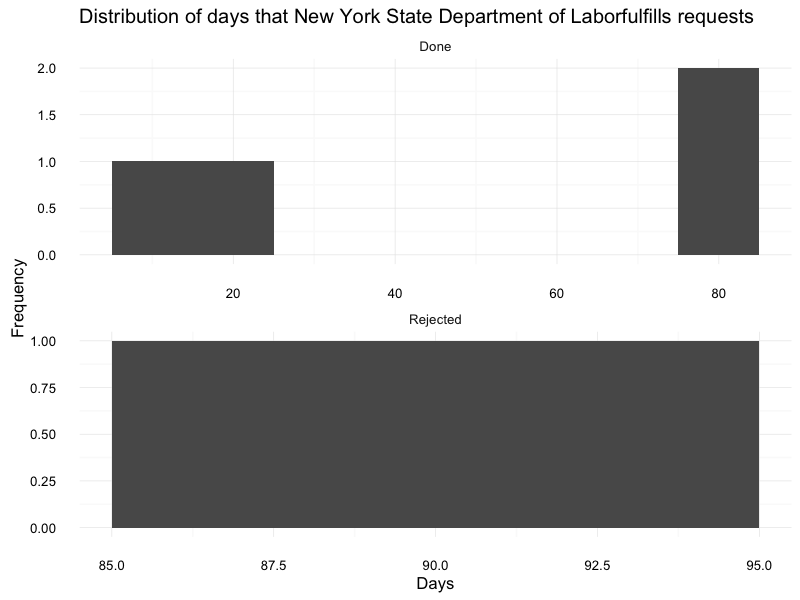 Distribution of days that New York State Department of Laborfulfills requests
Done
2.0
1.5
1.0
0.5
0.0
20 40 60 80
Frequency
Rejected
1.00
0.75
0.50
0.25
0.00
85.0 87.5 90.0 92.5 95.0
Days